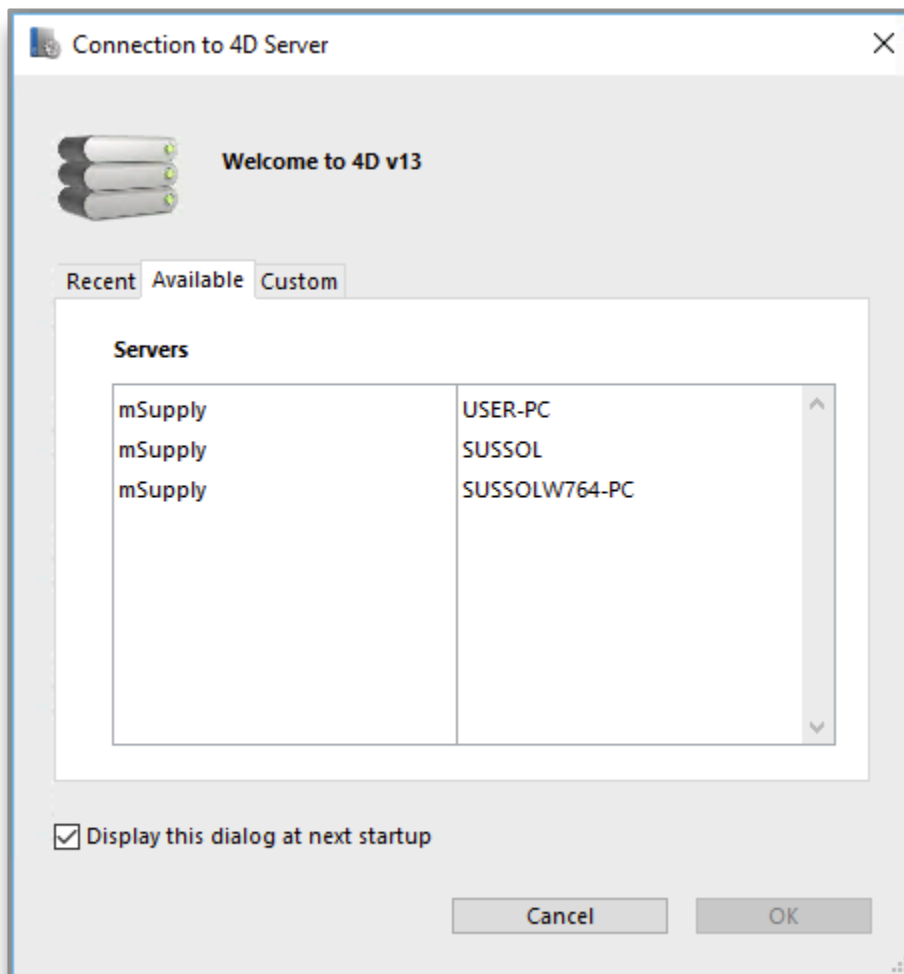 Connection to 4D Server
Welcome to 4D v13
Recent Available Custom
Servers
mSupply USER-PC
mSupply SUSSOL
mSupply SUSSOLW764-PC
Display this dialog at next startup
Cancel OK